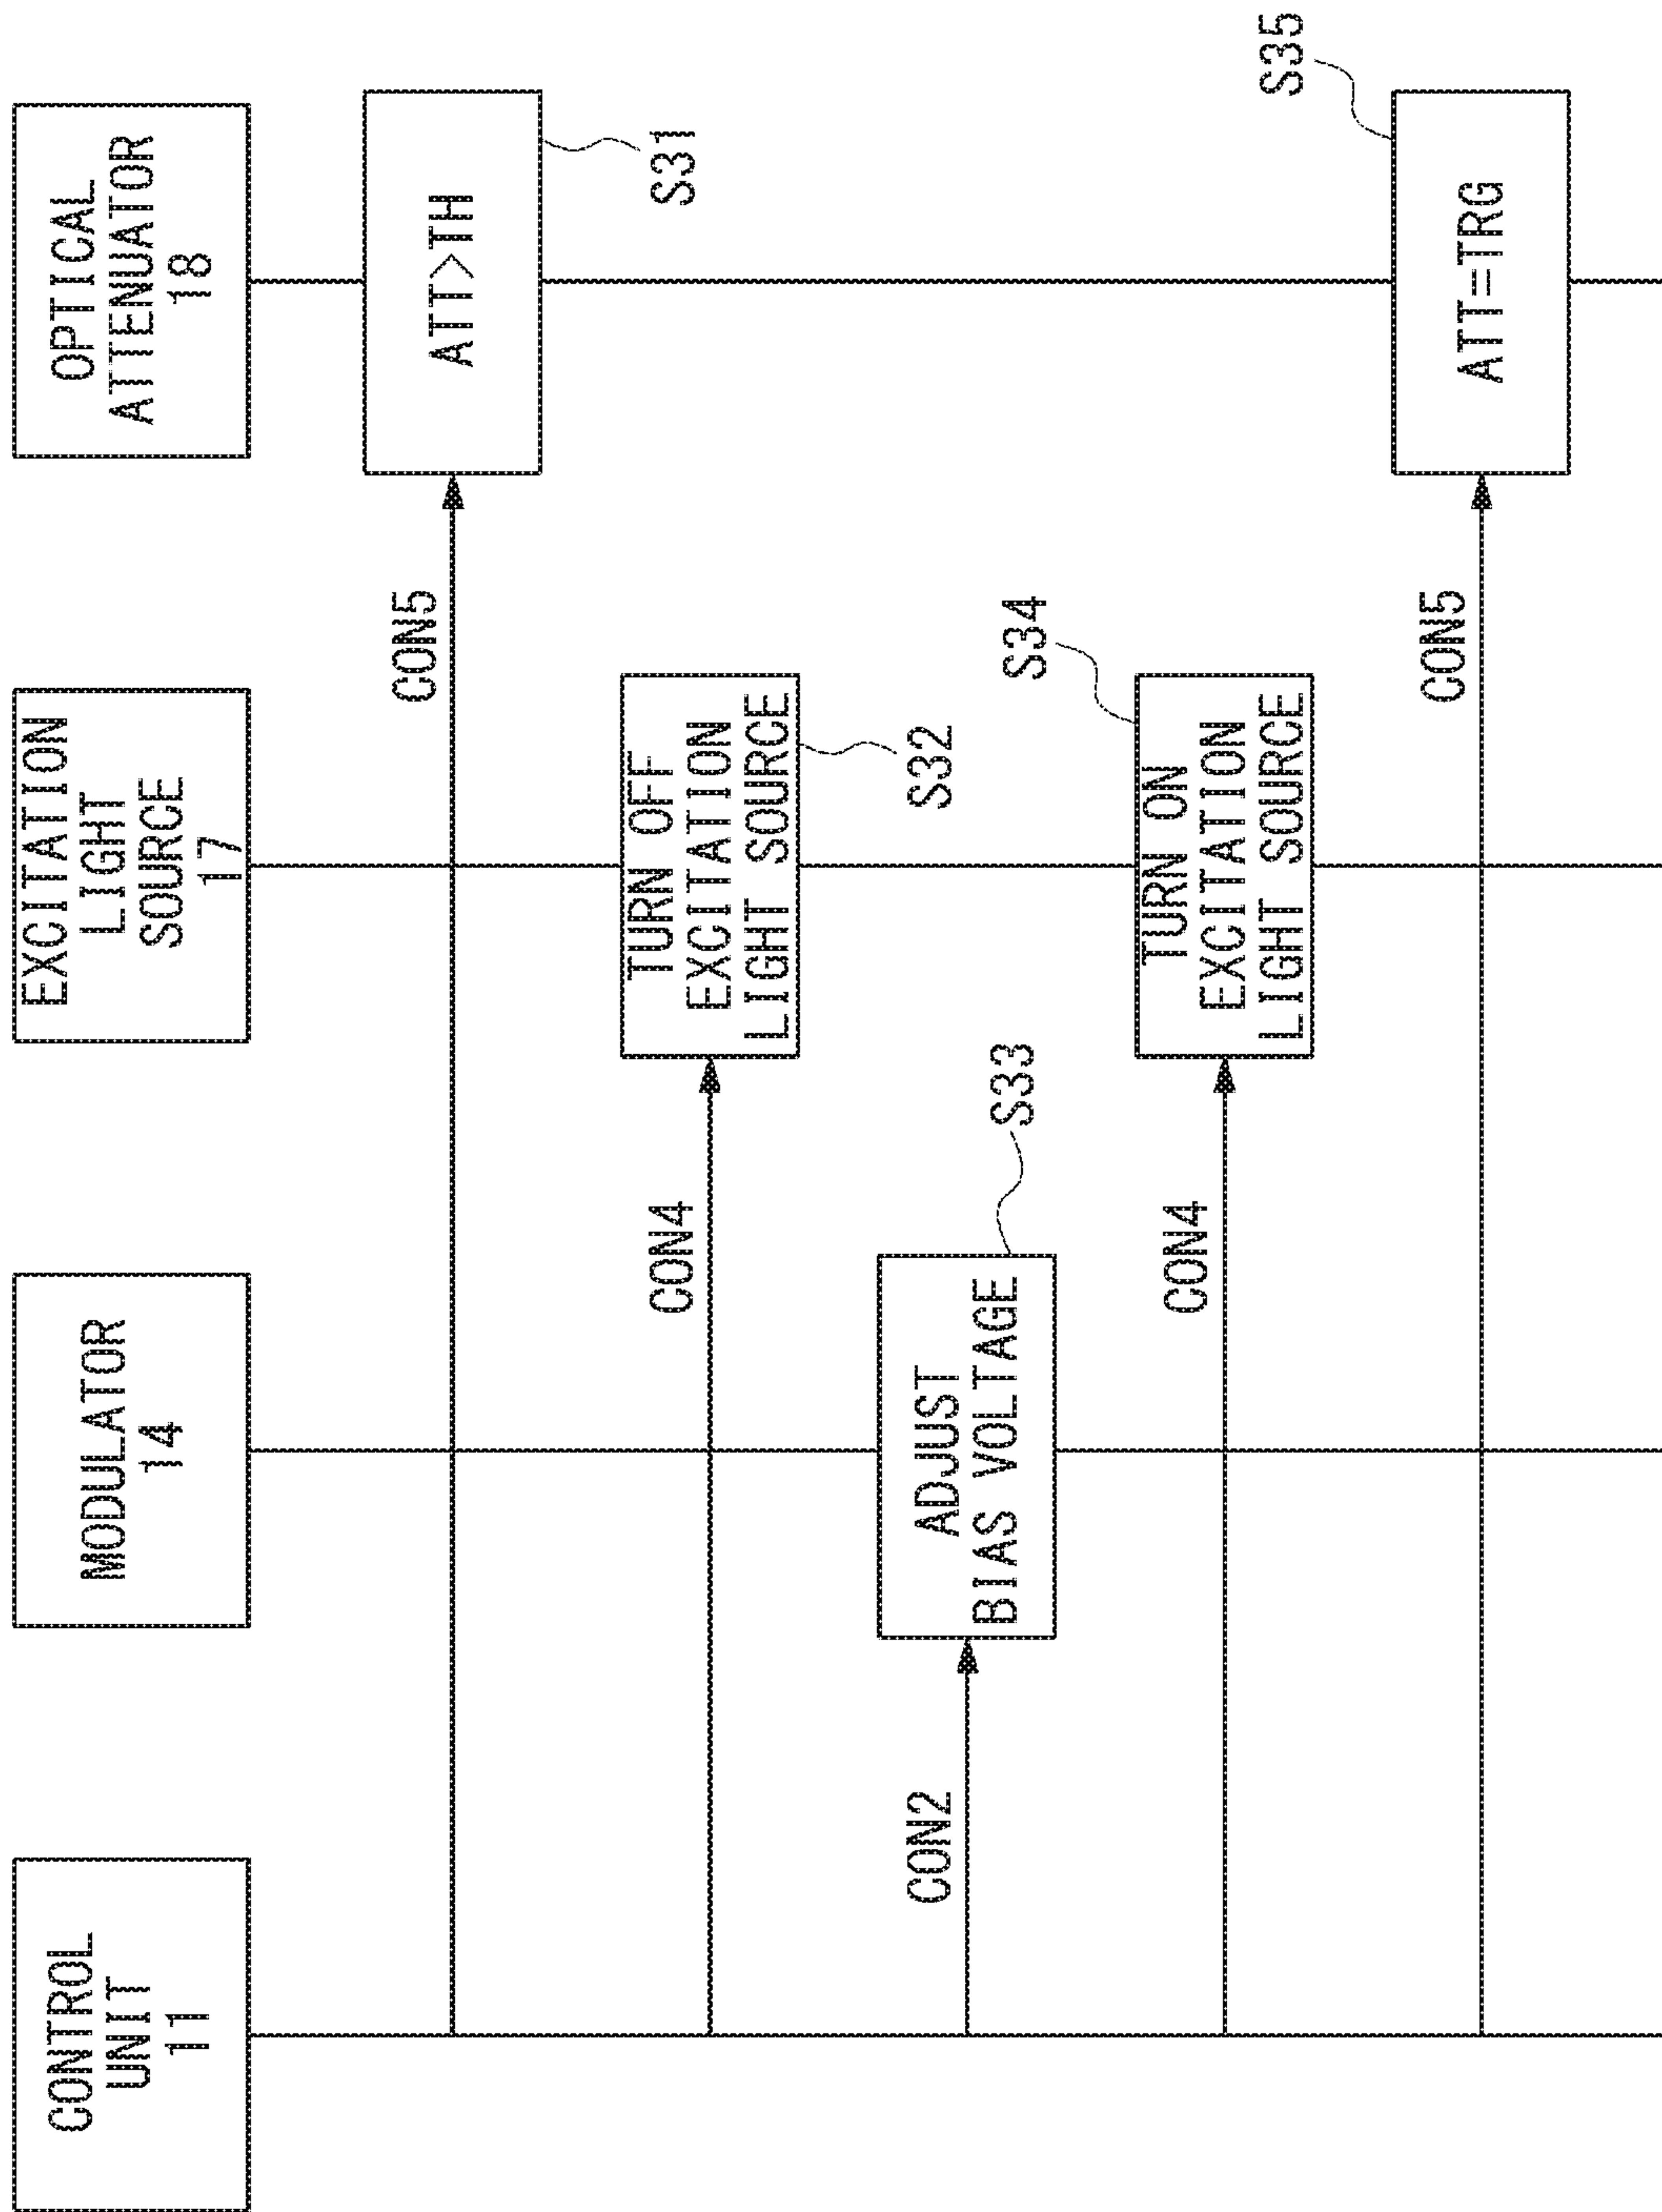 CONTROL
UNIT
11
MODULATOR
14
EXCITATION
LIGHT
SOURCE
17
OPTICAL
ATTENUATOR
18
CON5
ATT>TH
S31
CON4
TURN OFF
EXCITATION
LIGHT SOURCE
S32
CON2
ADJUST
BIAS VOLTAGE
S33
CON4
TURN ON
EXCITATION
LIGHT SOURCE
S34
CON5
ATT=TRG
S35